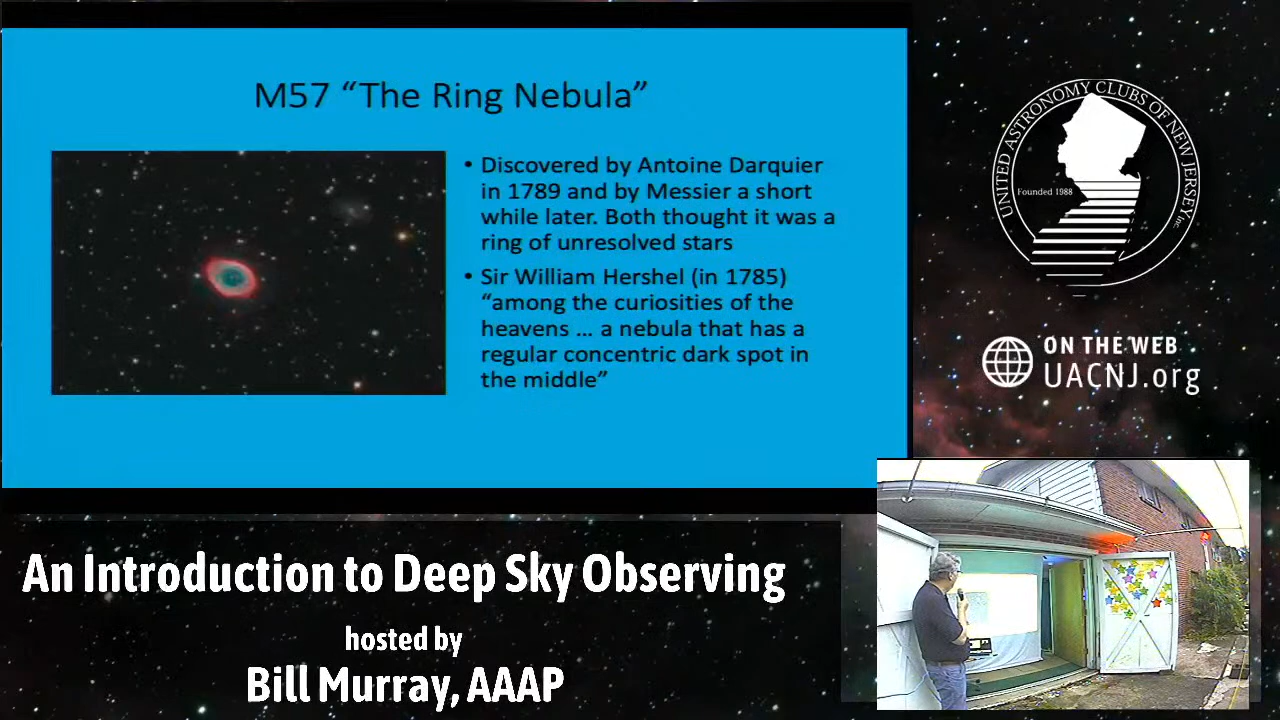 M57 “The Ring Nebula”
• Discovered by Antoine Darquier
in 1789 and by Messier a short
while later. Both thought it was a
ring of unresolved stars
• Sir William Hershel (in 1785)
“among the curiosities of the
heavens ... a nebula that has a
regular concentric dark spot in
the middle”
UNITED ASTRONOMY CLUBS OF NEW JERSEY Inc
Founded 1988
ON THE WEB
UACNJ.org
An Introduction to Deep Sky Observing
hosted by
Bill Murray, AAAP